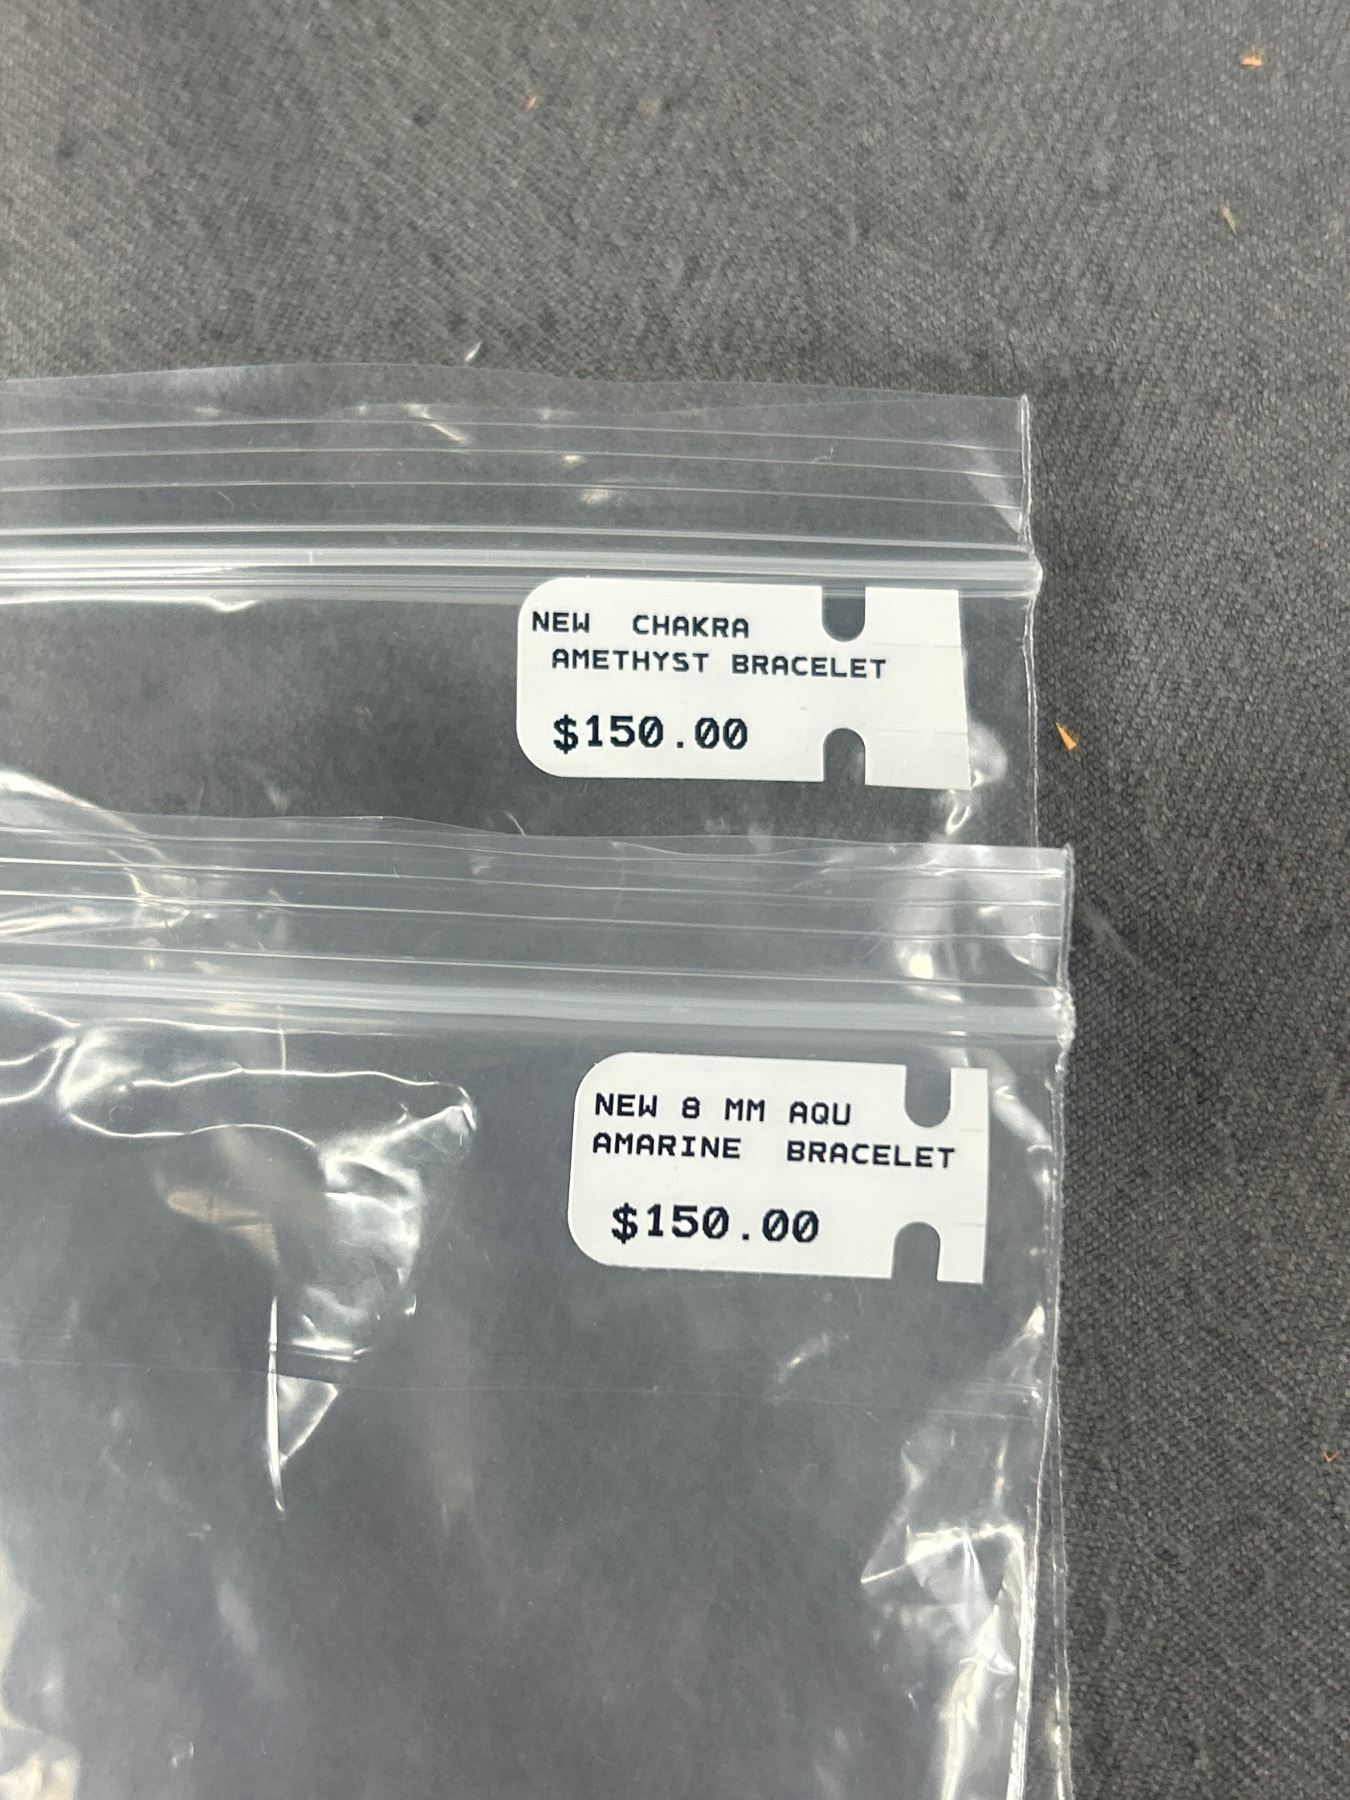 NEW CHAKRA
AMETHYST BRACELET
$150.00
NEW 8 MM AQU
AMARINE BRACELET
$150.00